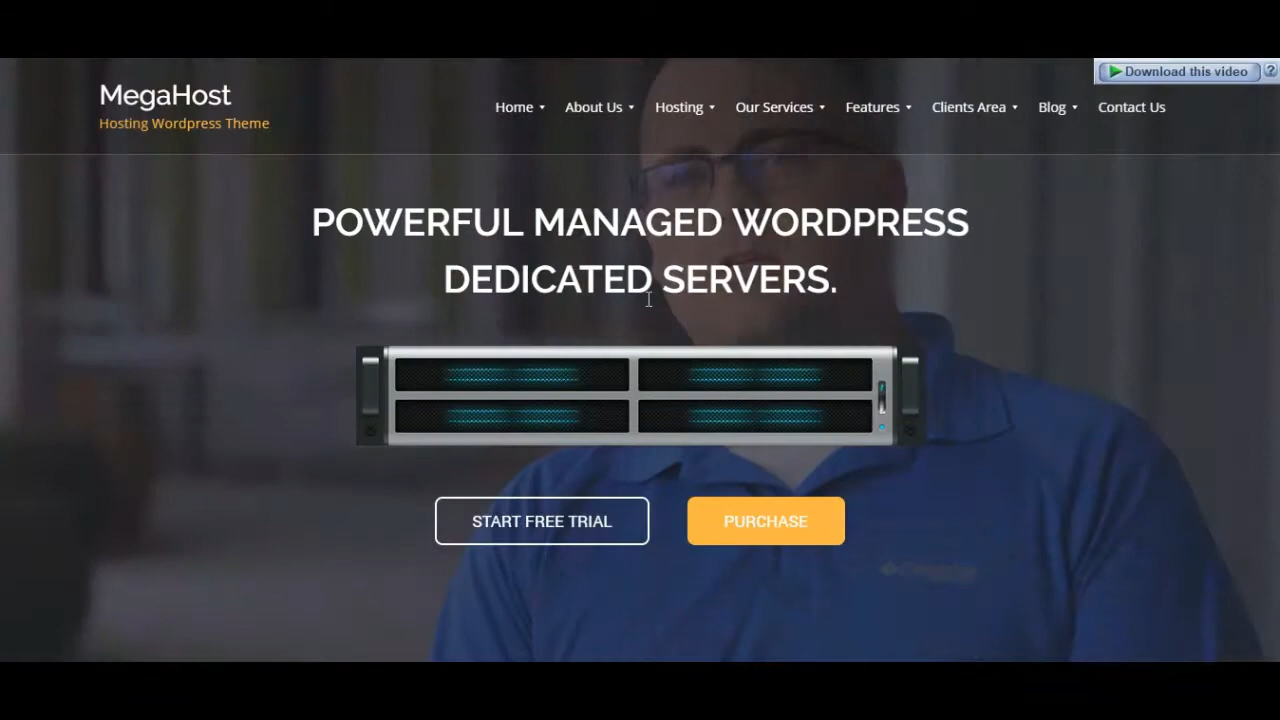 Download this video ?
MegaHost
Hosting Wordpress Theme
Home About Us Hosting Our Services Features Clients Area Blog Contact Us
POWERFUL MANAGED WORDPRESS
DEDICATED SERVERS.
START FREE TRIAL PURCHASE